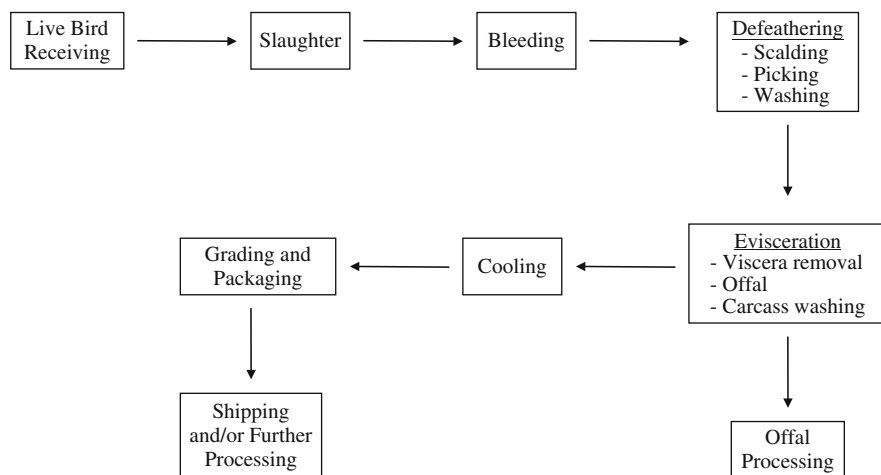 Live Bird
Receiving
Slaughter
Bleeding
Defeathering
- Scalding
- Picking
- Washing
Evisceration
- Viscera removal
- Offal
- Carcass washing
Cooling
Grading and
Packaging
Shipping
and/or Further
Processing
Offal
Processing